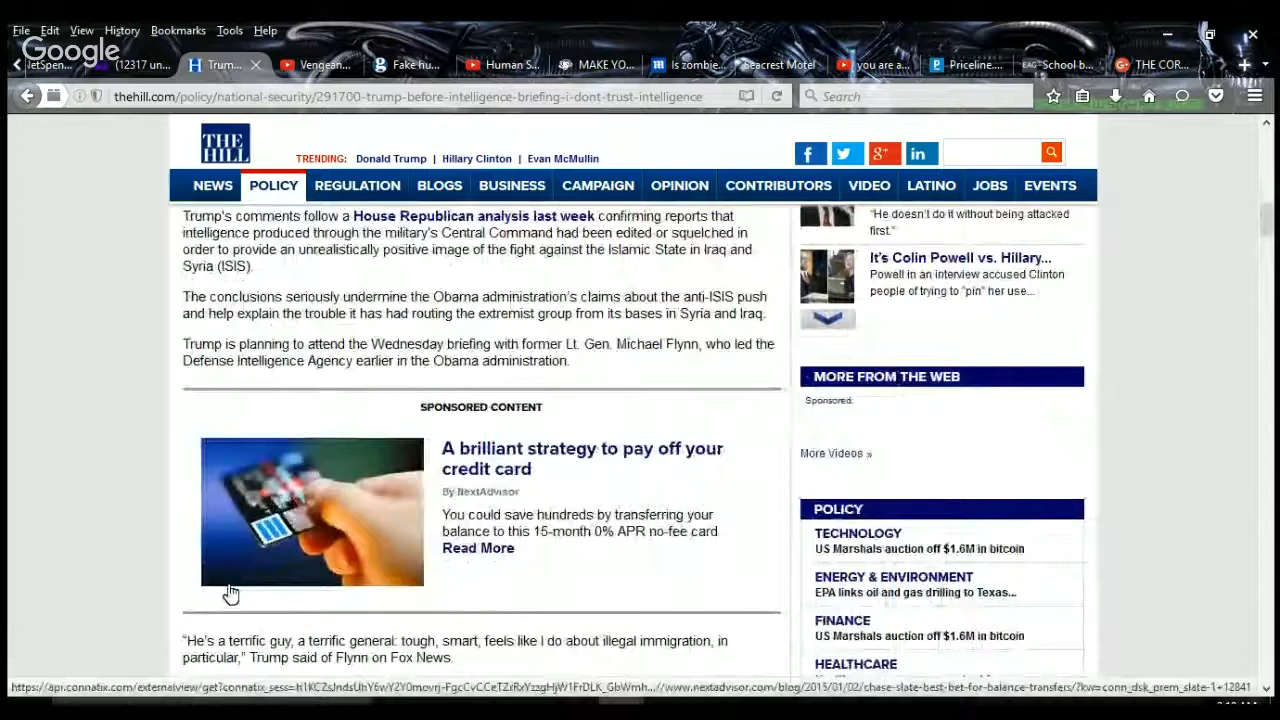 File Edit View History Bookmarks Tools Help
Google
letSpen... (12317 un... Trum... Vengean... Fake hu... Human S... MAKE YO... Is zombie... Seacrest Motel you are a... Priceline... School b... THE COR...
thehill.com/policy/national-security/291700-trump-before-intelligence-briefing-i-dont-trust-intelligence
Search
THE
HILL
TRENDING: Donald Trump | Hillary Clinton | Evan McMullin
NEWS POLICY REGULATION BLOGS BUSINESS CAMPAIGN OPINION CONTRIBUTORS VIDEO LATINO JOBS EVENTS
Trump's comments follow a House Republican analysis last week confirming reports that
intelligence produced through the military's Central Command had been edited or squelched in
order to provide an unrealistically positive image of the fight against the Islamic State in Iraq and
Syria (ISIS).
The conclusions seriously undermine the Obama administration's claims about the anti-ISIS push
and help explain the trouble it has had routing the extremist group from its bases in Syria and Iraq.
Trump is planning to attend the Wednesday briefing with former Lt. Gen. Michael Flynn, who led the
Defense Intelligence Agency earlier in the Obama administration.
SPONSORED CONTENT
A brilliant strategy to pay off your
credit card
By NextAdvisor
You could save hundreds by transferring your
balance to this 15-month 0% APR no-fee card
Read More
"He's a terrific guy, a terrific general: tough, smart, feels like I do about illegal immigration, in
particular," Trump said of Flynn on Fox News.
"He doesn't do it without being attacked
first."
It's Colin Powell vs. Hillary...
Powell in an interview accused Clinton
people of trying to "pin" her use...
MORE FROM THE WEB
Sponsored:
More Videos »
POLICY
TECHNOLOGY
US Marshals auction off $1.6M in bitcoin
ENERGY & ENVIRONMENT
EPA links oil and gas drilling to Texas...
FINANCE
US Marshals auction off $1.6M in bitcoin
HEALTHCARE